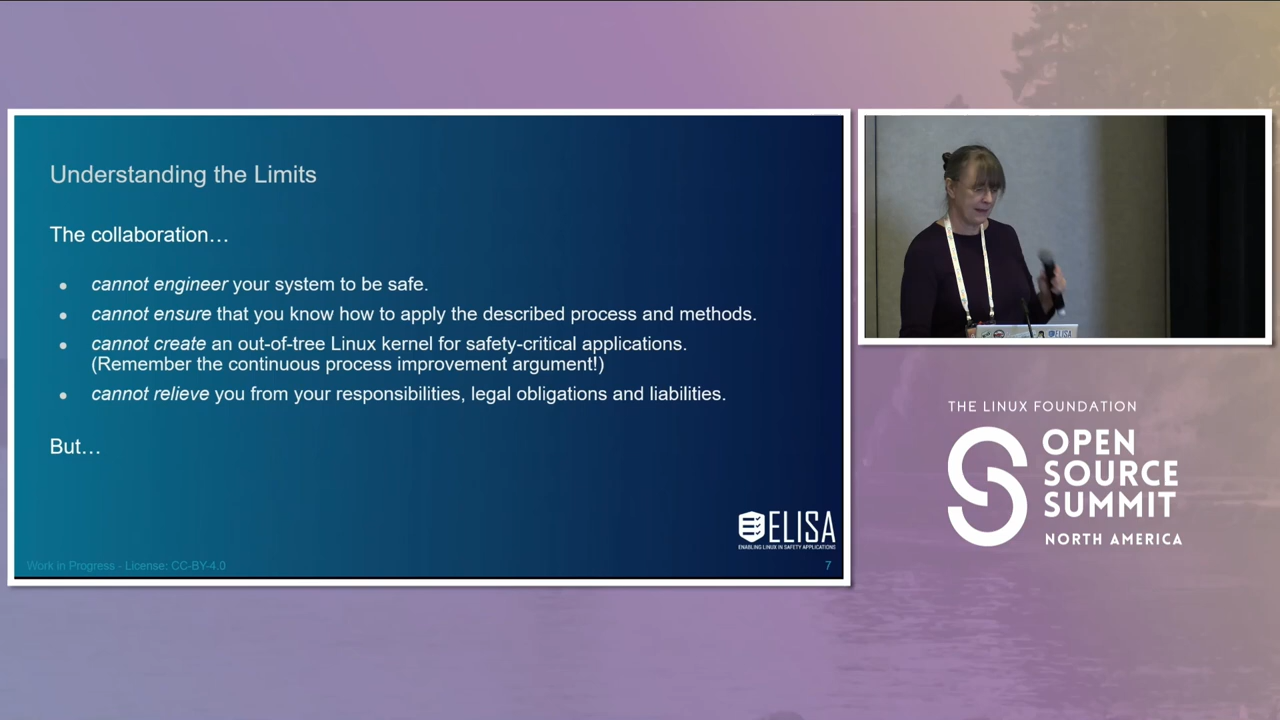 Understanding the Limits
The collaboration…
● cannot engineer your system to be safe.
● cannot ensure that you know how to apply the described process and methods.
● cannot create an out-of-tree Linux kernel for safety-critical applications.
(Remember the continuous process improvement argument!)
● cannot relieve you from your responsibilities, legal obligations and liabilities.
But…
ELISA
ENABLING LINUX IN SAFETY APPLICATIONS
Work in Progress - License: CC-BY-4.0
7
ELISA
THE LINUX FOUNDATION
OPEN
SOURCE
SUMMIT
NORTH AMERICA